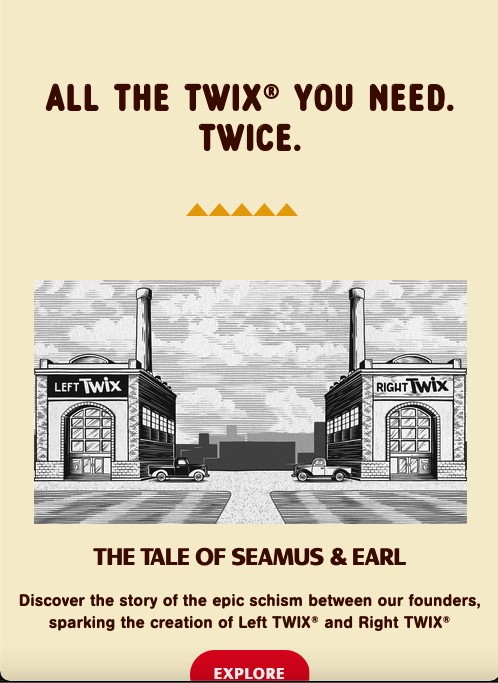 ALL THE TWIX® YOU NEED.
TWICE.
LEFT TWIX
RIGHT TWIX
THE TALE OF SEAMUS & EARL
Discover the story of the epic schism between our founders,
sparking the creation of Left TWIX® and Right TWIX®
EXPLORE